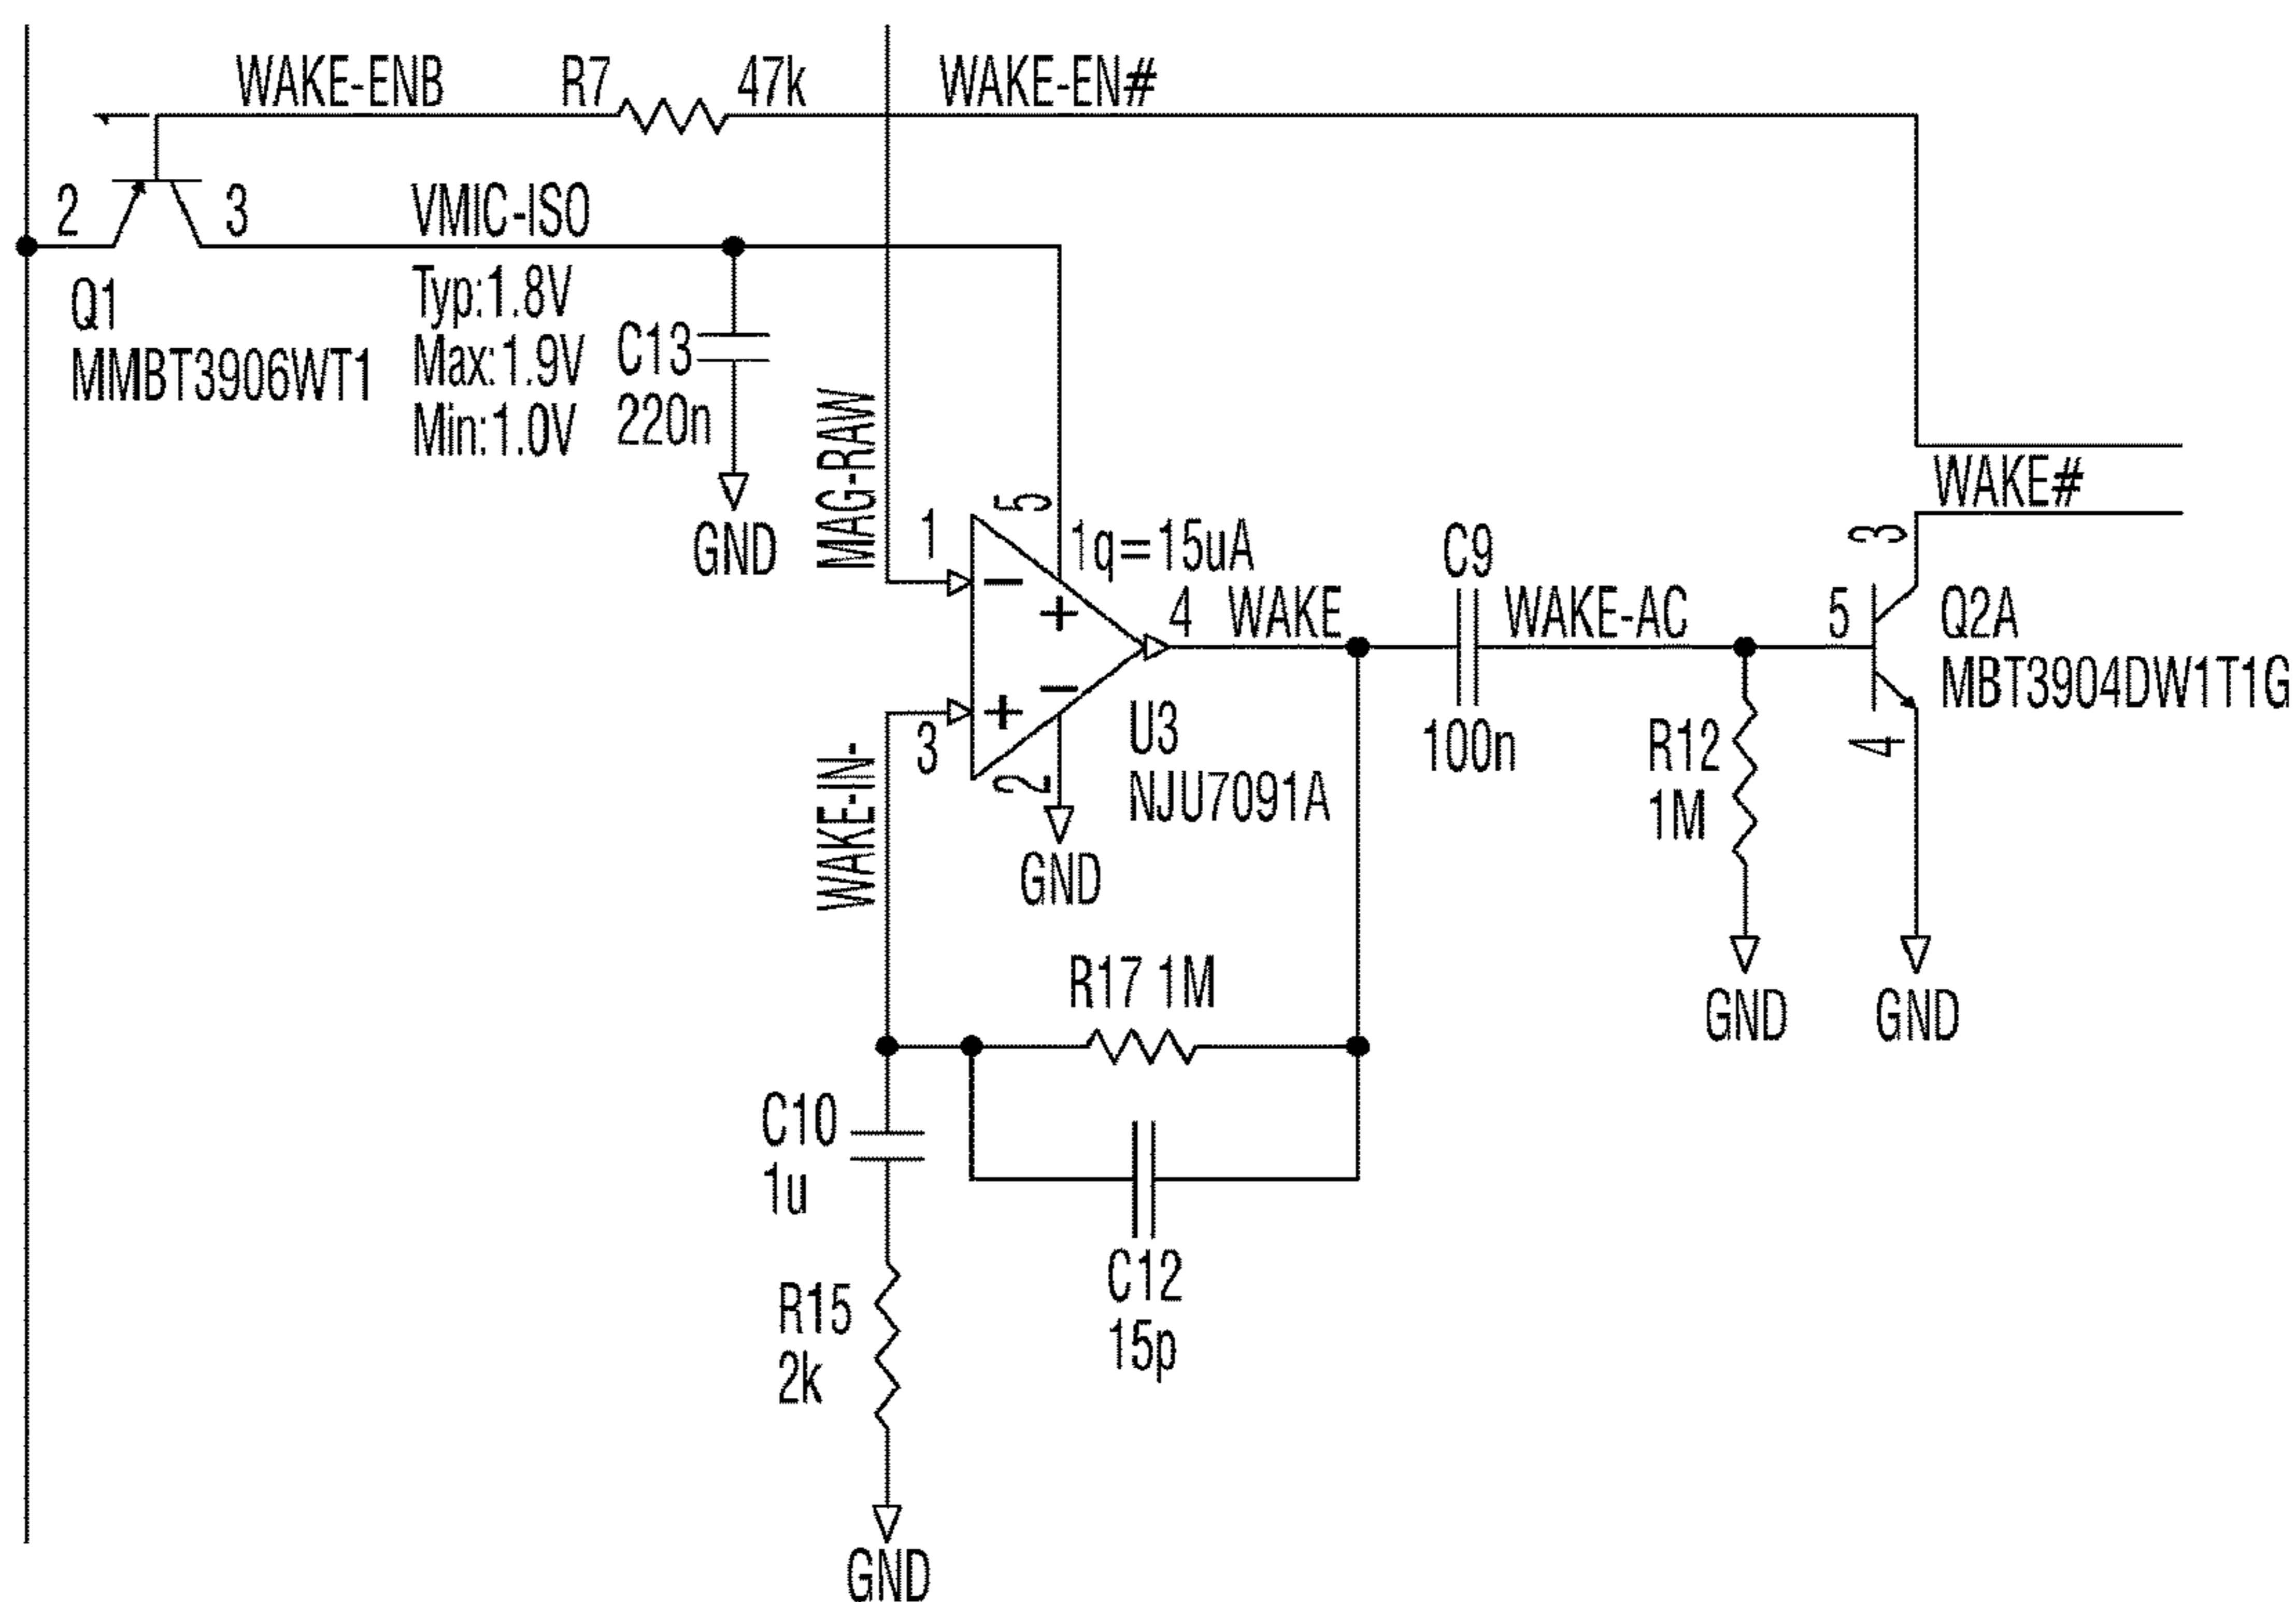 WAKE-ENB
R7
47k
WAKE-EN#
2
3
VMIC-ISO
Q1
MMBT3906WT1
Typ:1.8V
Max:1.9V
Min:1.0V
C13
220n
GND
MAG-RAW
1
5
1q=15uA
4
WAKE
−
+
+
−
3
2
U3
NJU7091A
GND
WAKE-IN-
C9
100n
WAKE-AC
WAKE#
3
5
Q2A
MBT3904DW1T1G
4
R12
1M
GND
GND
R17 1M
C10
1u
C12
15p
R15
2k
GND